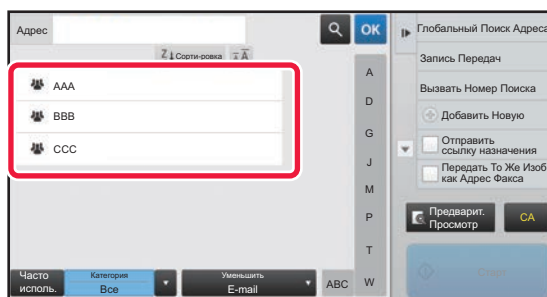 Адрес
OK
Z Сорти-ровка A
AAA
BBB
CCC
A
D
G
J
M
P
T
W
Часто
исполь.
Категория
Все
Уменьшить
E-mail
ABC
Глобальный Поиск Адреса
Запись Передач
Вызвать Номер Поиска
Добавить Новую
Отправить
ссылку назначения
Передать То Же Изоб
как Адрес Факса
Предварит.
Просмотр
CA
Старт